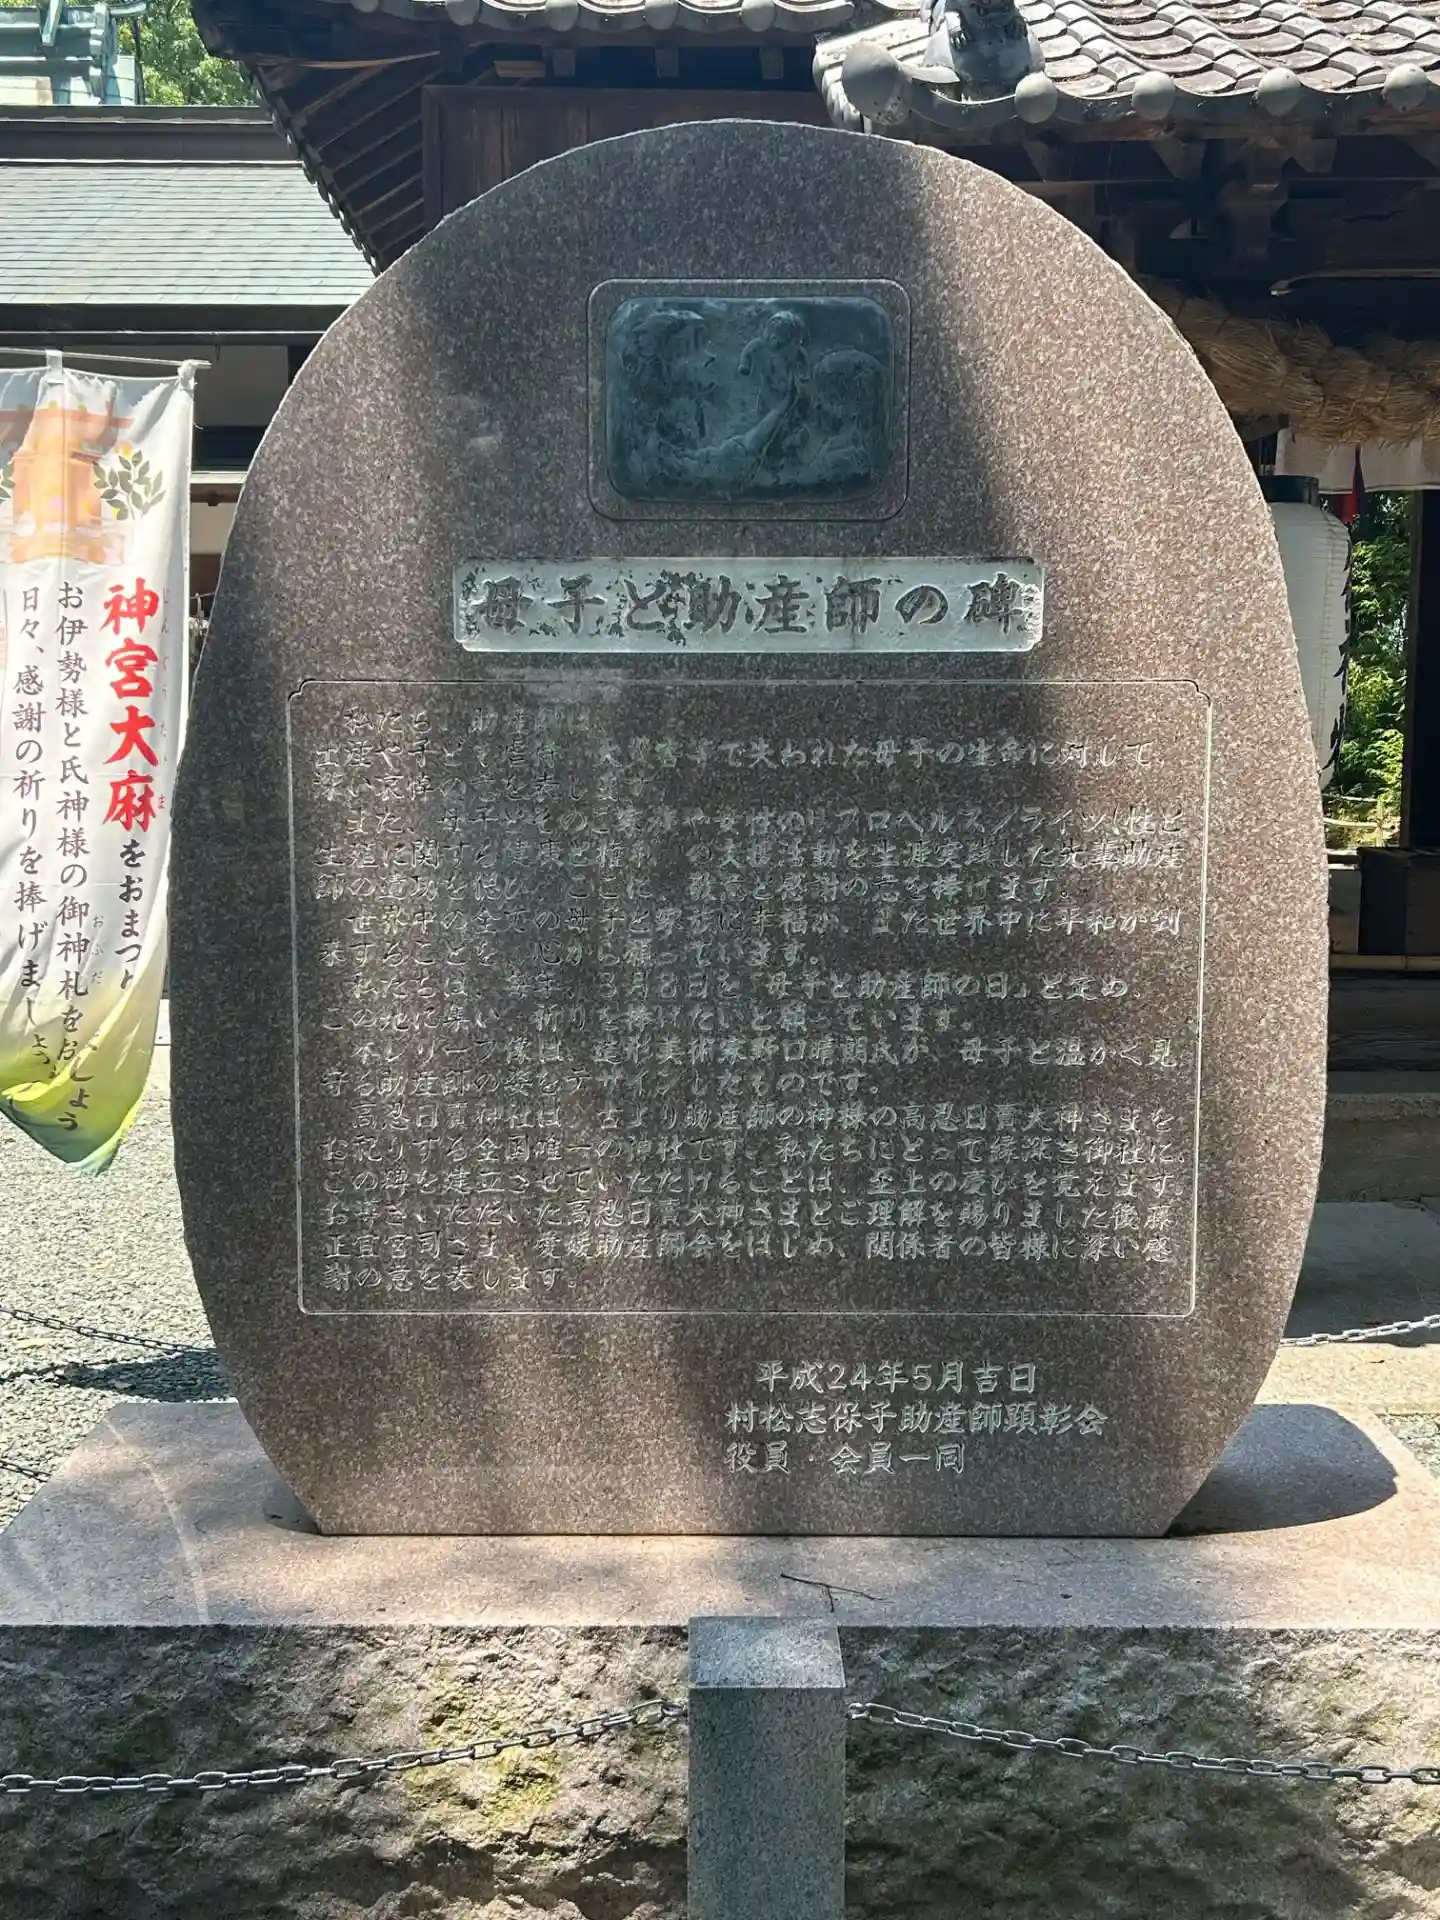 母子と助産師の碑
私たち、助産師は、
災害等で失われた母子の生命に対して、
哀悼の意を表します。
また、母子とその家族や女性のリプロヘルス/ライツ(性と
生殖に関する健康と権利)の支援活動を生涯実践した先輩助産
師の遺功をたたえここに、敬意と感謝の意を捧げます。
世界中の全ての母子と家族に幸福が、また世界中に平和が到
来することを、心から願っています。
私たちは、毎年、3月8日を「母子と助産師の日」と定め、
この地に集い、祈りを捧げたいと願っています。
本レリーフ像は、造形美術家野口晴朗氏が、母子と温かく見
守る助産師の姿をデザインしたものです。
高忍日賣神社は、古より助産師の神様の高忍日賣大神さまを
お祀りする全国唯一の神社です。私たちにとって縁深き御社に、
この碑を建立させていただけることは、至上の慶びを覚えます。
お導きいただいた高忍日賣大神さまとご理解を賜りました後藤
正宜宮司さま、愛媛助産師会をはじめ、関係者の皆様に深い感
謝の意を表します。
平成24年5月吉日
村松志保子助産師顕彰会
役員・会員一同
神宮大麻をおまつり
お伊勢様と氏神様の御神札をお
日々、感謝の祈りを捧げましょう